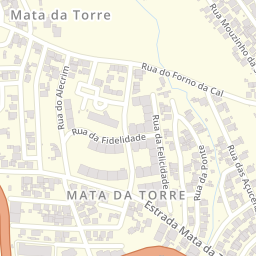 Mata da Torre
Rua Mouzinho da
Rua do Forno da Cal
Rua do Alecrim
Rua da Fidelidade
Rua da Felicidade
Rua da Ponte
Rua das Açuce
MATA DA TORRE
Estrada Mata da